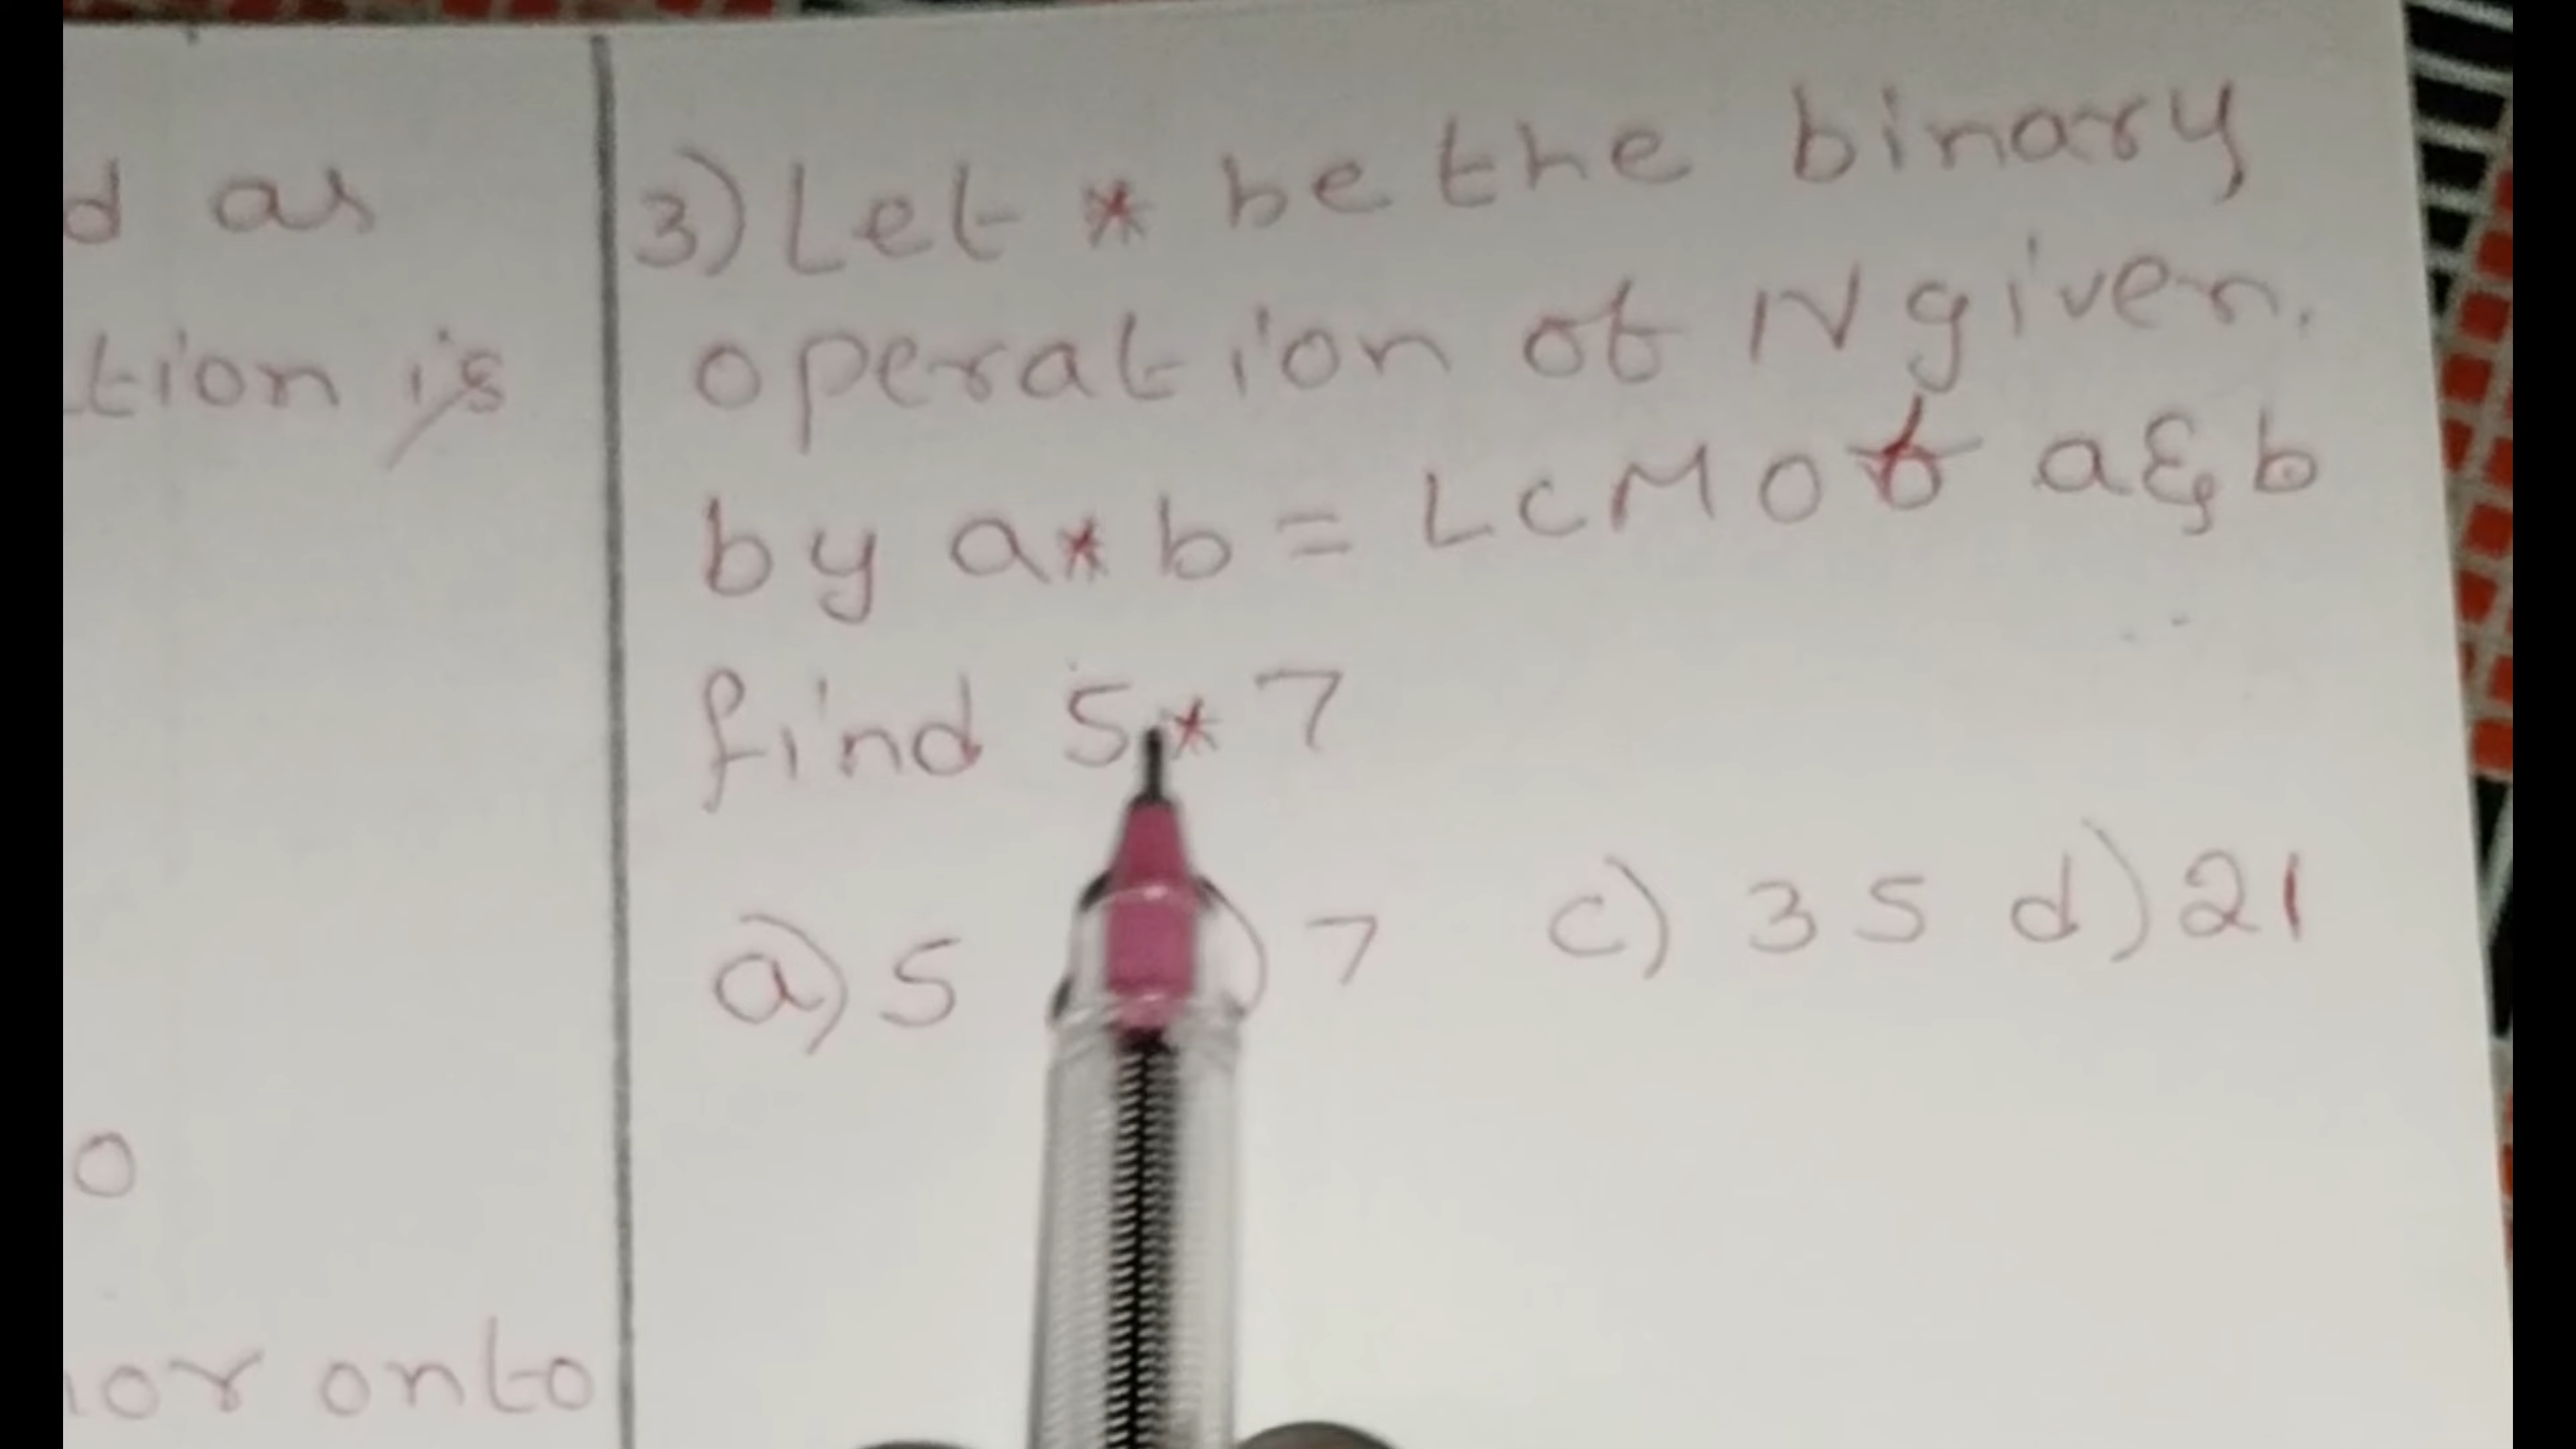 d as
tion is
o
or onto
3) Let * be the binary
operation of N given.
by a * b = LCM of a & b
find 5 * 7
a) 5 ) 7 c) 35 d) 21